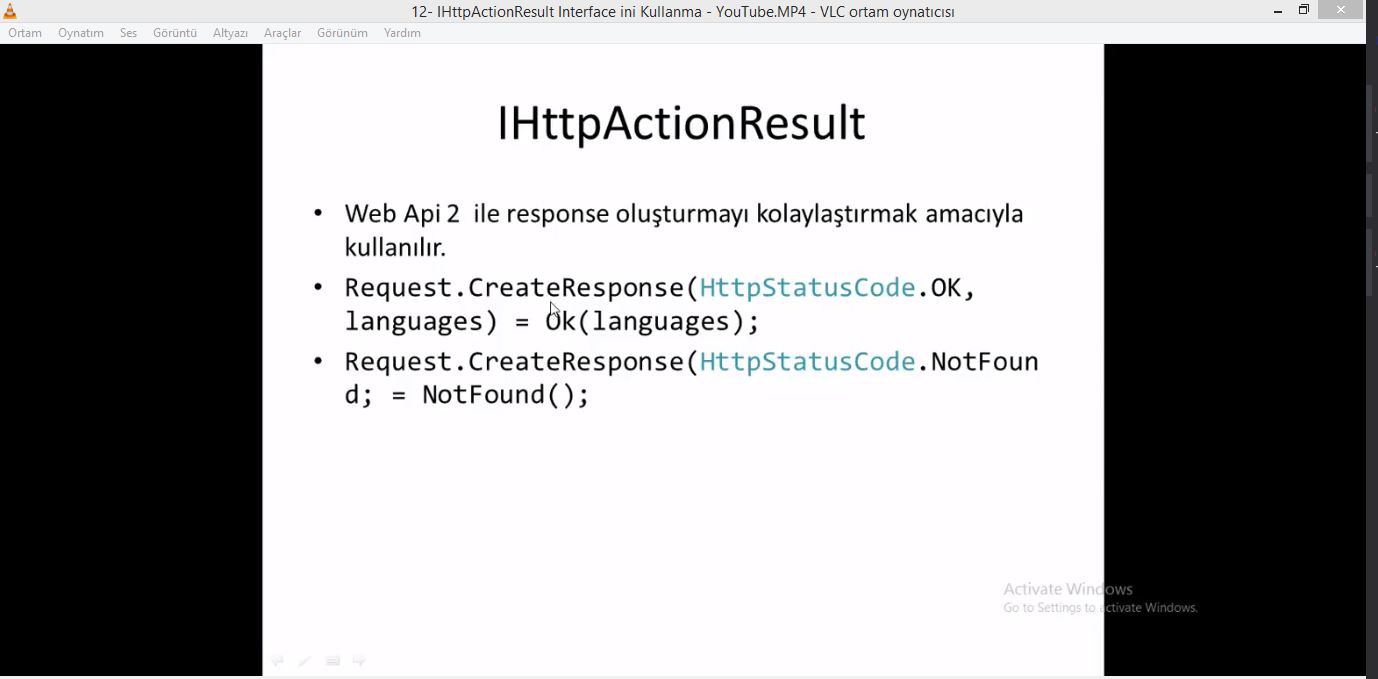 12- IHttpActionResult Interface ini Kullanma - YouTube.MP4 - VLC ortam oynatıcısı
Ortam Oynatım Ses Görüntü Altyazı Araçlar Görünüm Yardım
IHttpActionResult
• Web Api 2 ile response oluşturmayı kolaylaştırmak amacıyla
kullanılır.
• Request.CreateResponse(HttpStatusCode.OK,
languages) = Ok(languages);
• Request.CreateResponse(HttpStatusCode.NotFoun
d; = NotFound();
Activate Windows
Go to Settings to activate Windows.